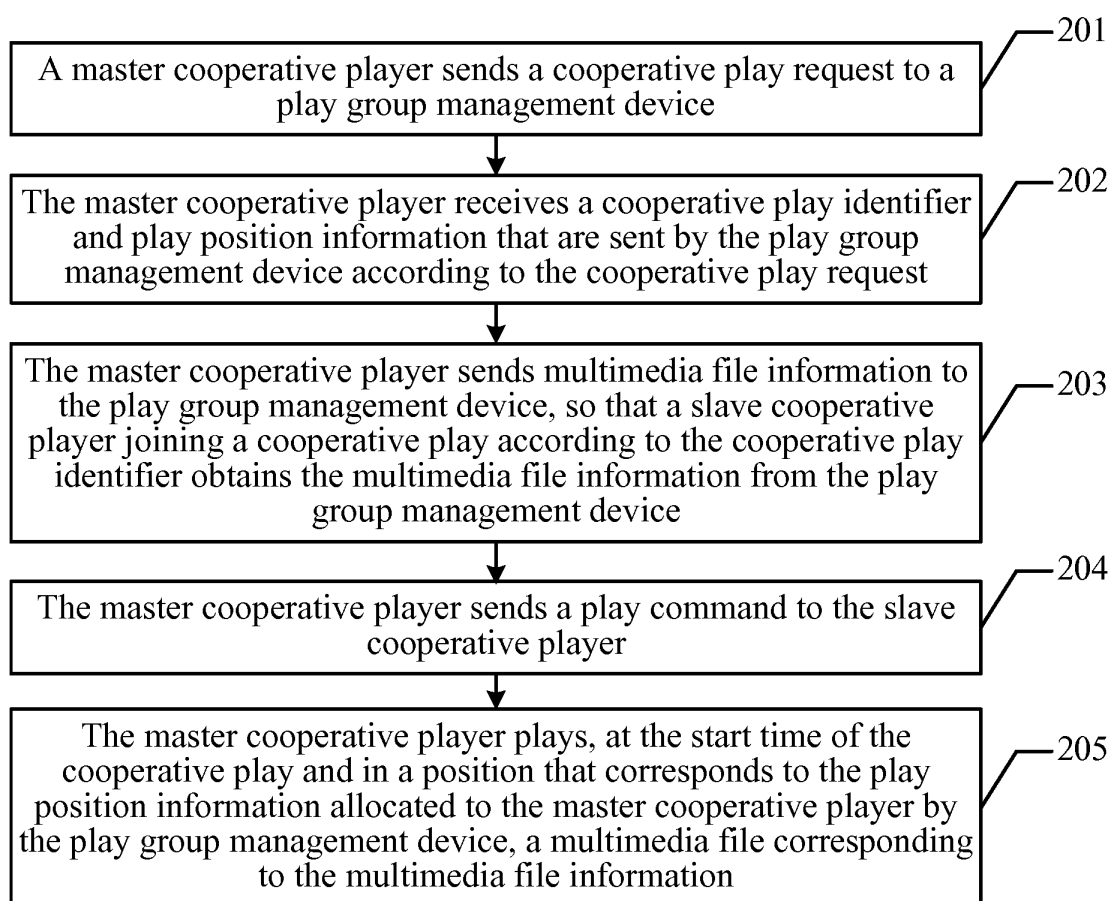 201
A master cooperative player sends a cooperative play request to a
play group management device
202
The master cooperative player receives a cooperative play identifier
and play position information that are sent by the play group
management device according to the cooperative play request
203
The master cooperative player sends multimedia file information to
the play group management device, so that a slave cooperative
player joining a cooperative play according to the cooperative play
identifier obtains the multimedia file information from the play
group management device
204
The master cooperative player sends a play command to the slave
cooperative player
205
The master cooperative player plays, at the start time of the
cooperative play and in a position that corresponds to the play
position information allocated to the master cooperative player by
the play group management device, a multimedia file corresponding
to the multimedia file information